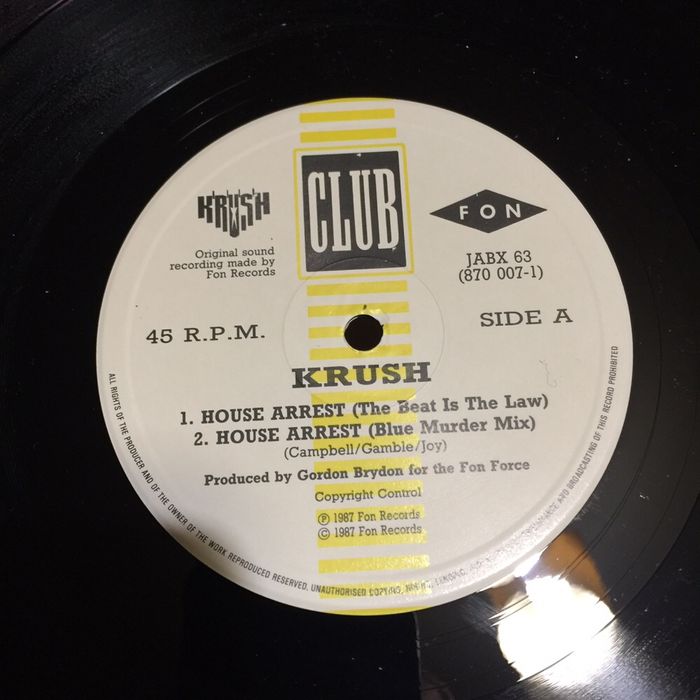 CLUB
KRUSH
FON
Original sound
recording made by
Fon Records
JABX 63
(870 007-1)
45 R.P.M.
SIDE A
KRUSH
1. HOUSE ARREST (The Beat Is The Law)
2. HOUSE ARREST (Blue Murder Mix)
(Campbell/Gamble/Joy)
Produced by Gordon Brydon for the Fon Force
Copyright Control
Ⓟ 1987 Fon Records
© 1987 Fon Records
ALL RIGHTS OF THE PRODUCER AND OF THE OWNER OF THE WORK REPRODUCED RESERVED. UNAUTHORISED COPYING, HIRING, LENDING, AND BROADCASTING OF THIS RECORD PROHIBITED